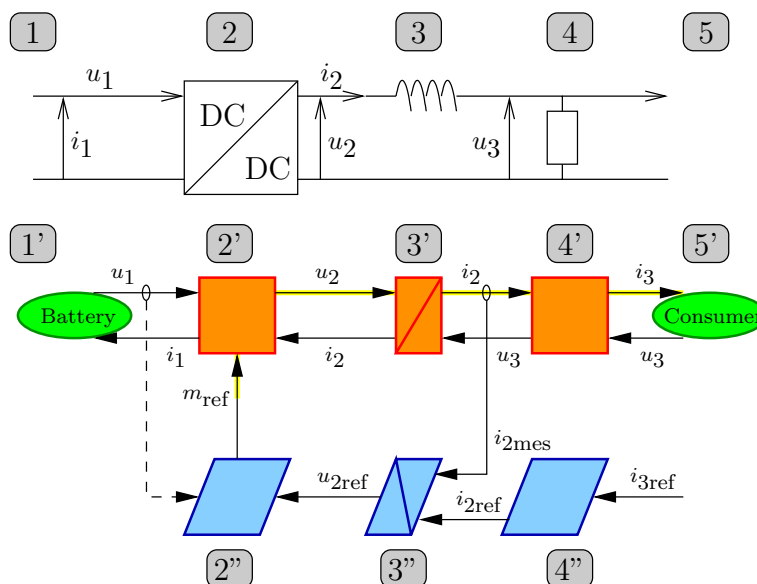 1 2 3 4 5
u1 i2
DC
i1 u2 u3
DC
1' 2' 3' 4' 5'
u1 u2 i2 i3
Battery Consumer
i1 i2 u3 u3
mref
i2mes
u2ref i2ref i3ref
2" 3" 4"